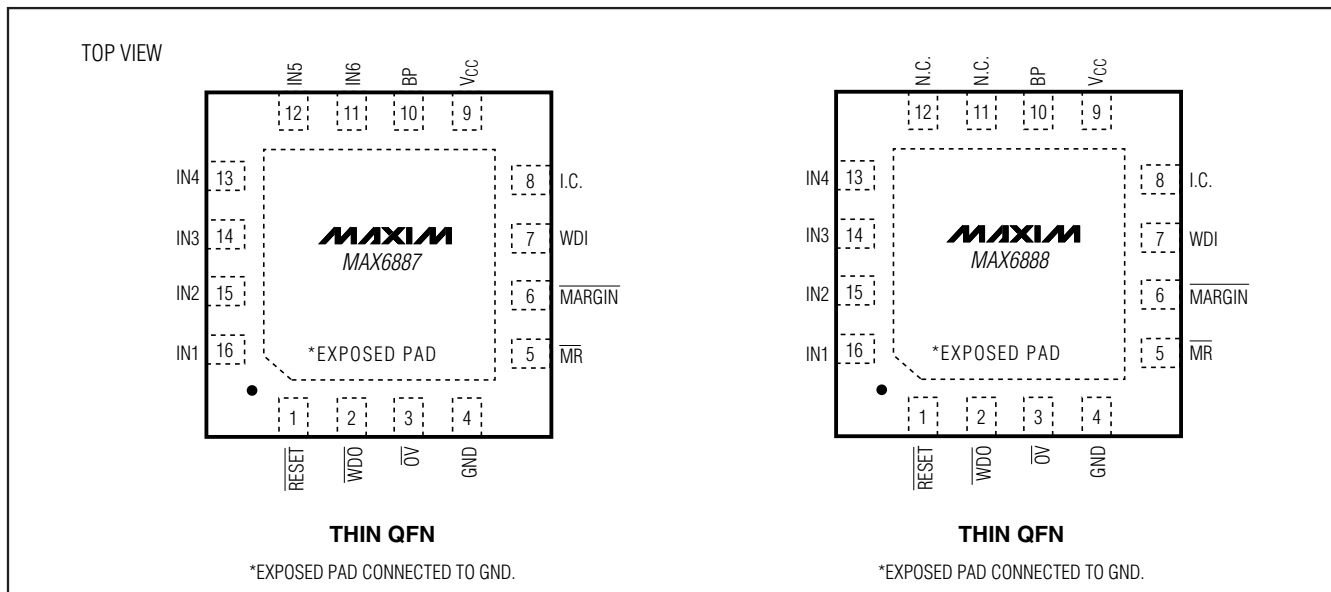 TOP VIEW
IN5 IN6 BP VCC
12 11 10 9
IN4 13
IN3 14
IN2 15
IN1 16
8 I.C.
7 WDI
6 MARGIN
5 MR
MAXIM
MAX6887
*EXPOSED PAD
1 2 3 4
RESET WDO OV GND
THIN QFN
*EXPOSED PAD CONNECTED TO GND.
N.C. N.C. BP VCC
12 11 10 9
IN4 13
IN3 14
IN2 15
IN1 16
8 I.C.
7 WDI
6 MARGIN
5 MR
MAXIM
MAX6888
*EXPOSED PAD
1 2 3 4
RESET WDO OV GND
THIN QFN
*EXPOSED PAD CONNECTED TO GND.